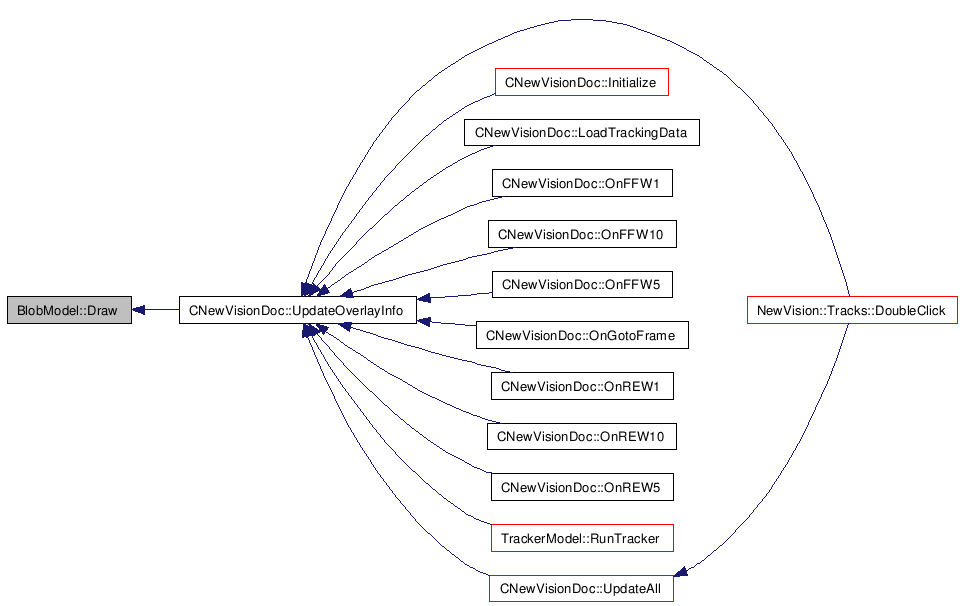 CNewVisionDoc::Initialize
CNewVisionDoc::LoadTrackingData
CNewVisionDoc::OnFFW1
CNewVisionDoc::OnFFW10
CNewVisionDoc::OnFFW5
BlobModel::Draw
CNewVisionDoc::UpdateOverlayInfo
NewVision::Tracks::DoubleClick
CNewVisionDoc::OnGotoFrame
CNewVisionDoc::OnREW1
CNewVisionDoc::OnREW10
CNewVisionDoc::OnREW5
TrackerModel::RunTracker
CNewVisionDoc::UpdateAll